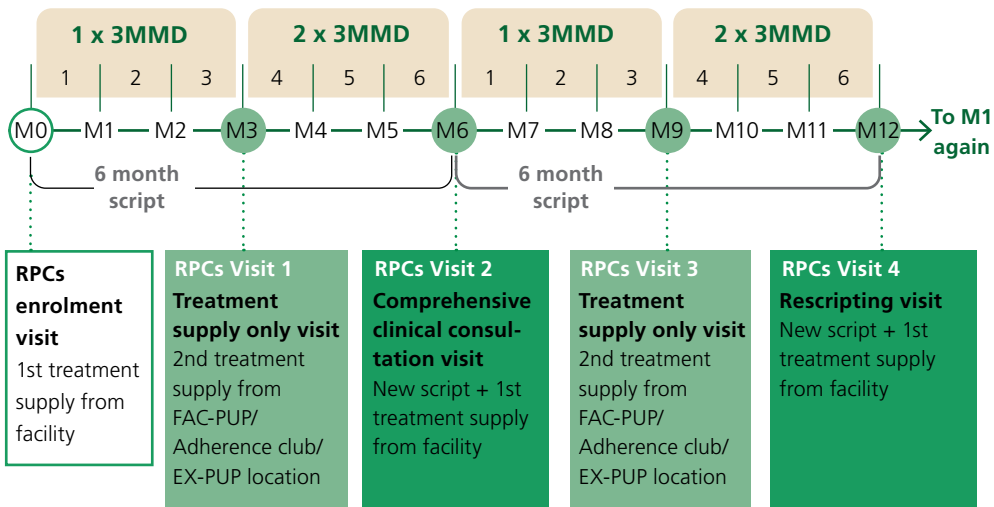 1 x 3MMD
2 x 3MMD
1 x 3MMD
2 x 3MMD
1 2 3 4 5 6 1 2 3 4 5 6
M0 M1 M2 M3 M4 M5 M6 M7 M8 M9 M10 M11 M12
To M1
again
6 month
script
6 month
script
RPCs
enrolment
visit
1st treatment
supply from
facility
RPCs Visit 1
Treatment
supply only visit
2nd treatment
supply from
FAC-PUP/
Adherence club/
EX-PUP location
RPCs Visit 2
Comprehensive
clinical consul-
tation visit
New script + 1st
treatment supply
from facility
RPCs Visit 3
Treatment
supply only visit
2nd treatment
supply from
FAC-PUP/
Adherence club/
EX-PUP location
RPCs Visit 4
Rescripting visit
New script + 1st
treatment supply
from facility